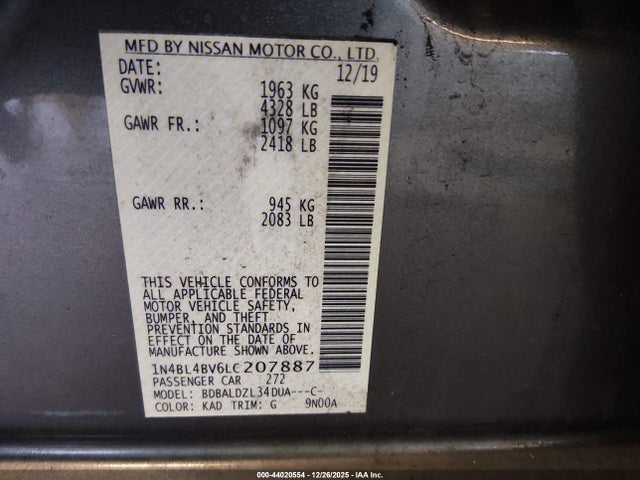 MFD BY NISSAN MOTOR CO., LTD.
DATE: 12/19
GVWR: 1963 KG
4328 LB
GAWR FR.: 1097 KG
2418 LB
GAWR RR.: 945 KG
2083 LB
THIS VEHICLE CONFORMS TO
ALL APPLICABLE FEDERAL
MOTOR VEHICLE SAFETY,
BUMPER, AND THEFT
PREVENTION STANDARDS IN
EFFECT ON THE DATE OF
MANUFACTURE SHOWN ABOVE.
1N4BL4BV6LC207887
PASSENGER CAR 272
MODEL: BDBALDZL34DUA---C-
COLOR: KAD TRIM: G 9N00A
000-44020554 | 12/26/2025 - IAA Inc.